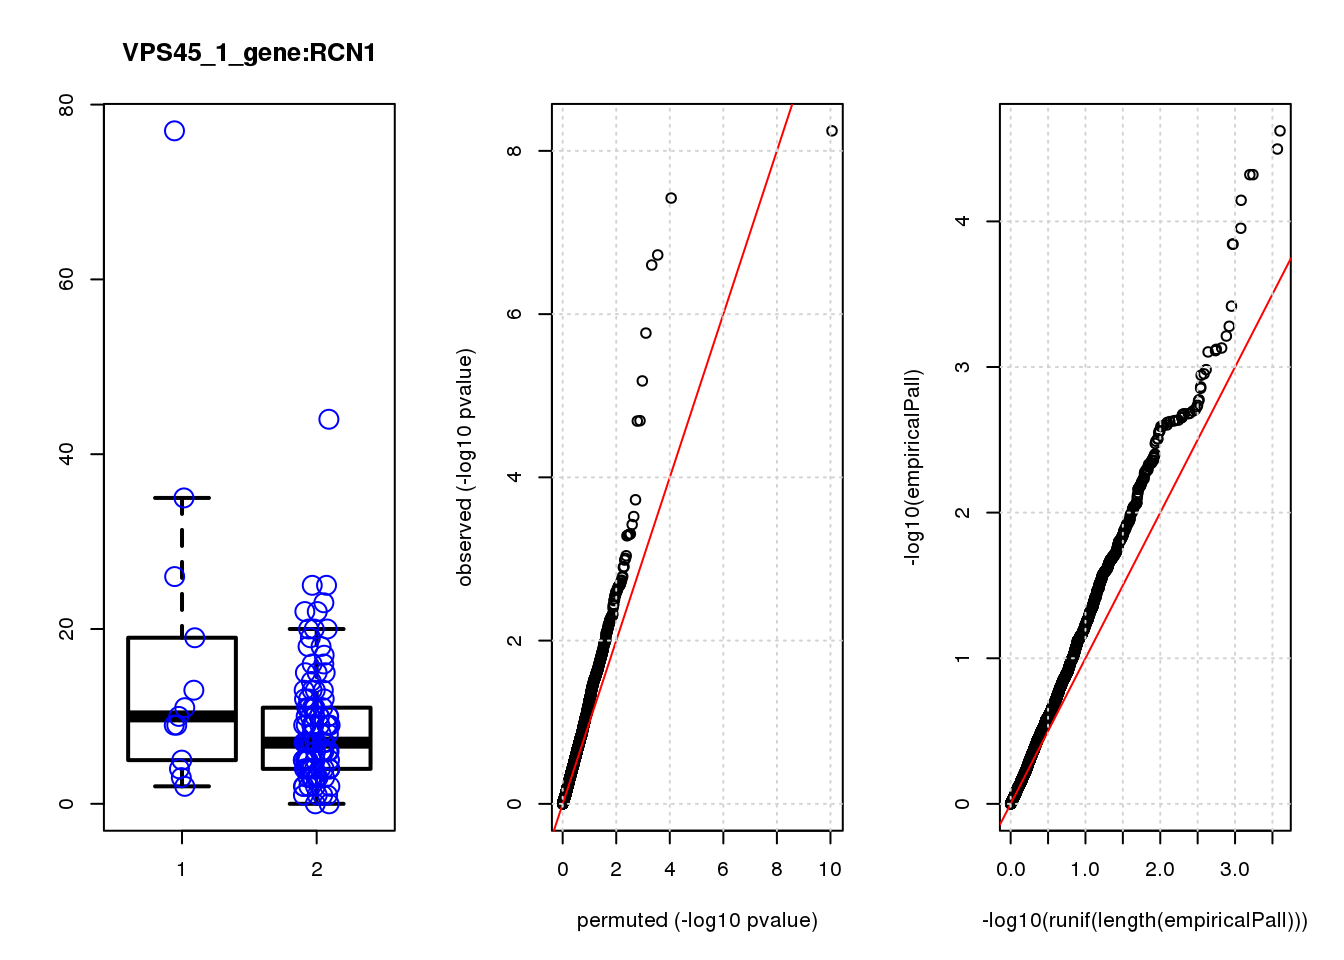 VPS45_1_gene:RCN1
80
60
40
20
0
1 2
observed (-log10 pvalue)
8
6
4
2
0
0 2 4 6 8 10
permuted (-log10 pvalue)
-log10(empiricalPall)
4
3
2
1
0
0.0 1.0 2.0 3.0
-log10(runif(length(empiricalPall)))